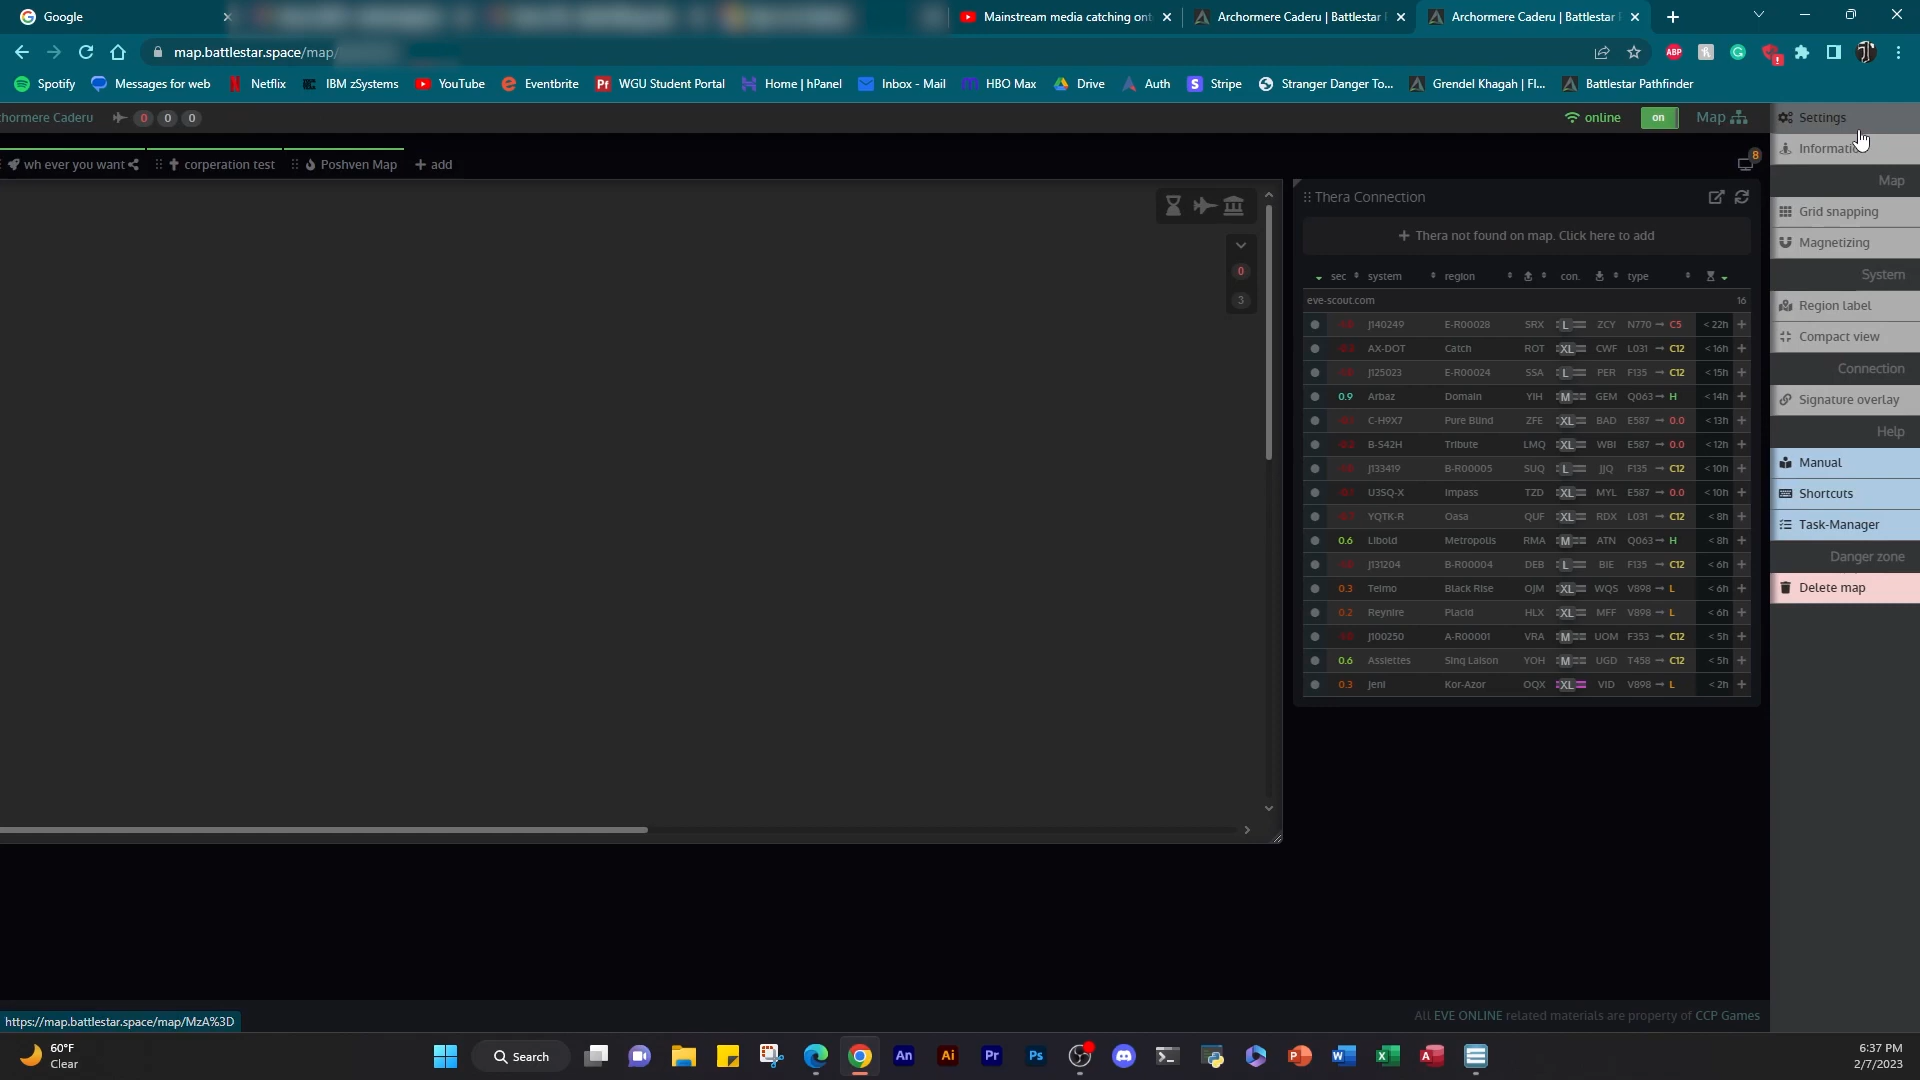 Google
Mainstream media catching onto
Archormere Caderu | Battlestar
Archormere Caderu | Battlestar
map.battlestar.space/map/
ABP
Spotify
Messages for web
Netflix
IBM zSystems
YouTube
Eventbrite
WGU Student Portal
Home | hPanel
Inbox - Mail
HBO Max
Drive
Auth
Stripe
Stranger Danger To...
Grendel Khagah | Fl...
Battlestar Pathfinder
hormere Caderu
0 0 0
online
on
Map
wh ever you want
corperation test
Poshven Map
+ add
8
0
3
Thera Connection
+ Thera not found on map. Click here to add
sec system region con. type
eve-scout.com 16
J140249 E-R00028 SRX L ZCY N770 → C5 < 22h +
AX-DOT Catch ROT XL CWF L031 → C12 < 16h +
J125023 E-R00024 SSA L PER F135 → C12 < 15h +
0.9 Arbaz Domain YIH M GEM Q063 → H < 14h +
C-H9X7 Pure Blind ZFE XL BAD E587 → 0.0 < 13h +
B-S42H Tribute LMQ XL WBI E587 → 0.0 < 12h +
J133419 B-R00005 SUQ L JJQ F135 → C12 < 10h +
U3SQ-X Impass TZD XL MYL E587 → 0.0 < 10h +
YQTK-R Oasa QUF XL RDX L031 → C12 < 8h +
0.6 Libold Metropolis RMA M ATN Q063 → H < 8h +
J131204 B-R00004 DEB L BIE F135 → C12 < 6h +
0.3 Teimo Black Rise OJM XL WQS V898 → L < 6h +
0.2 Reynire Placid HLX XL MFF V898 → L < 6h +
J100250 A-R00001 VRA M UOM F353 → C12 < 5h +
0.6 Assiettes Sinq Laison YOH M UGD T458 → C12 < 5h +
0.3 Jeni Kor-Azor OQX XL VID V898 → L < 2h +
Settings
Information
Map
Grid snapping
Magnetizing
System
Region label
Compact view
Connection
Signature overlay
Help
Manual
Shortcuts
Task-Manager
Danger zone
Delete map
All EVE ONLINE related materials are property of CCP Games
https://map.battlestar.space/map/MzA%3D
60°F
Clear
Search
An
Ai
Pr
Ps
6:37 PM
2/7/2023